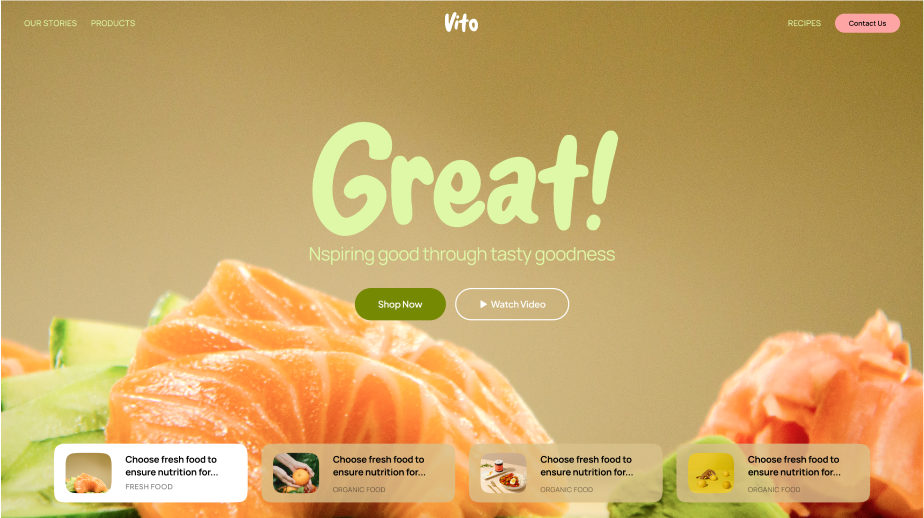 OUR STORIES PRODUCTS Vito RECIPES Contact Us
Great!
Nspiring good through tasty goodness
Shop Now Watch Video
Choose fresh food to
ensure nutrition for...
FRESH FOOD
Choose fresh food to
ensure nutrition for...
ORGANIC FOOD
Choose fresh food to
ensure nutrition for...
ORGANIC FOOD
Choose fresh food to
ensure nutrition for...
ORGANIC FOOD